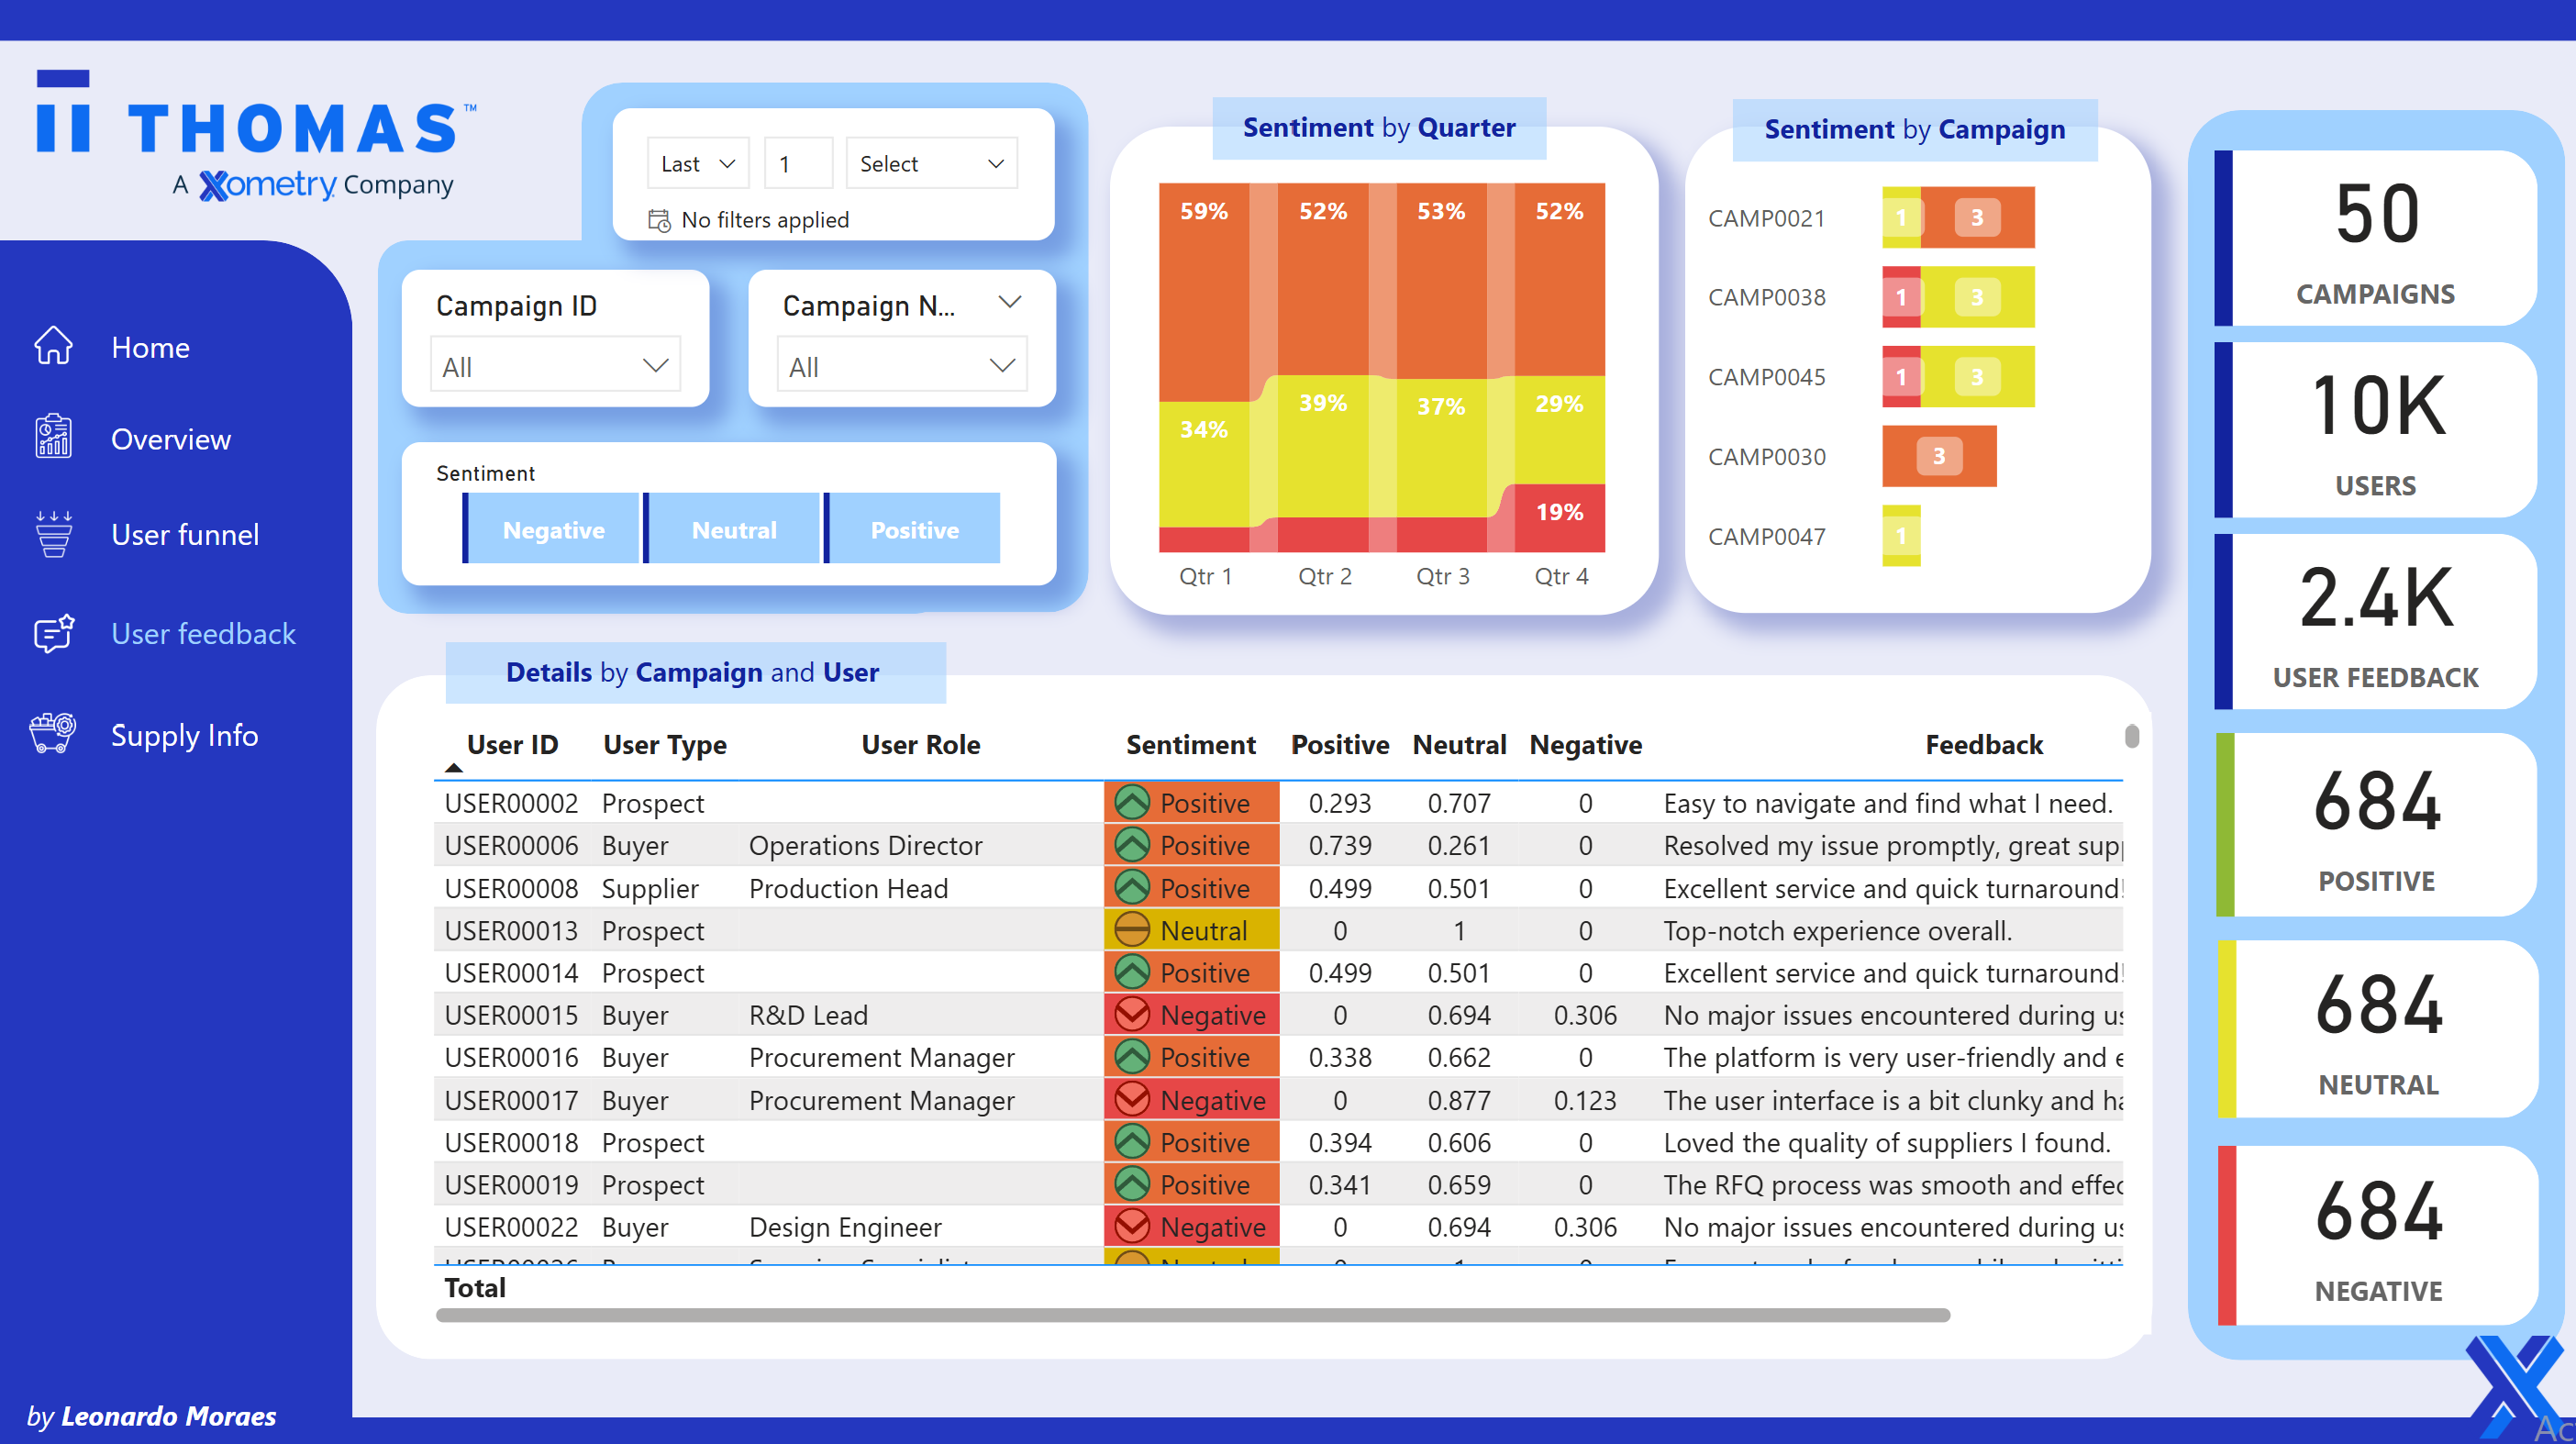 THOMAS™
A Xometry Company
Home
Overview
User funnel
User feedback
Supply Info
by Leonardo Moraes
Last 1 Select
No filters applied
Campaign ID
All
Campaign N...
All
Sentiment
Negative Neutral Positive
Sentiment by Quarter
59% 52% 53% 52%
34% 39% 37% 29%
19%
Qtr 1 Qtr 2 Qtr 3 Qtr 4
Sentiment by Campaign
CAMP0021 1 3
CAMP0038 1 3
CAMP0045 1 3
CAMP0030 3
CAMP0047 1
50
CAMPAIGNS
10K
USERS
2.4K
USER FEEDBACK
684
POSITIVE
684
NEUTRAL
684
NEGATIVE
Details by Campaign and User
User ID User Type User Role Sentiment Positive Neutral Negative Feedback
USER00002 Prospect Positive 0.293 0.707 0 Easy to navigate and find what I need.
USER00006 Buyer Operations Director Positive 0.739 0.261 0 Resolved my issue promptly, great sup
USER00008 Supplier Production Head Positive 0.499 0.501 0 Excellent service and quick turnaround!
USER00013 Prospect Neutral 0 1 0 Top-notch experience overall.
USER00014 Prospect Positive 0.499 0.501 0 Excellent service and quick turnaround!
USER00015 Buyer R&D Lead Negative 0 0.694 0.306 No major issues encountered during us
USER00016 Buyer Procurement Manager Positive 0.338 0.662 0 The platform is very user-friendly and e
USER00017 Buyer Procurement Manager Negative 0 0.877 0.123 The user interface is a bit clunky and ha
USER00018 Prospect Positive 0.394 0.606 0 Loved the quality of suppliers I found.
USER00019 Prospect Positive 0.341 0.659 0 The RFQ process was smooth and effec
USER00022 Buyer Design Engineer Negative 0 0.694 0.306 No major issues encountered during us
Total
Ac